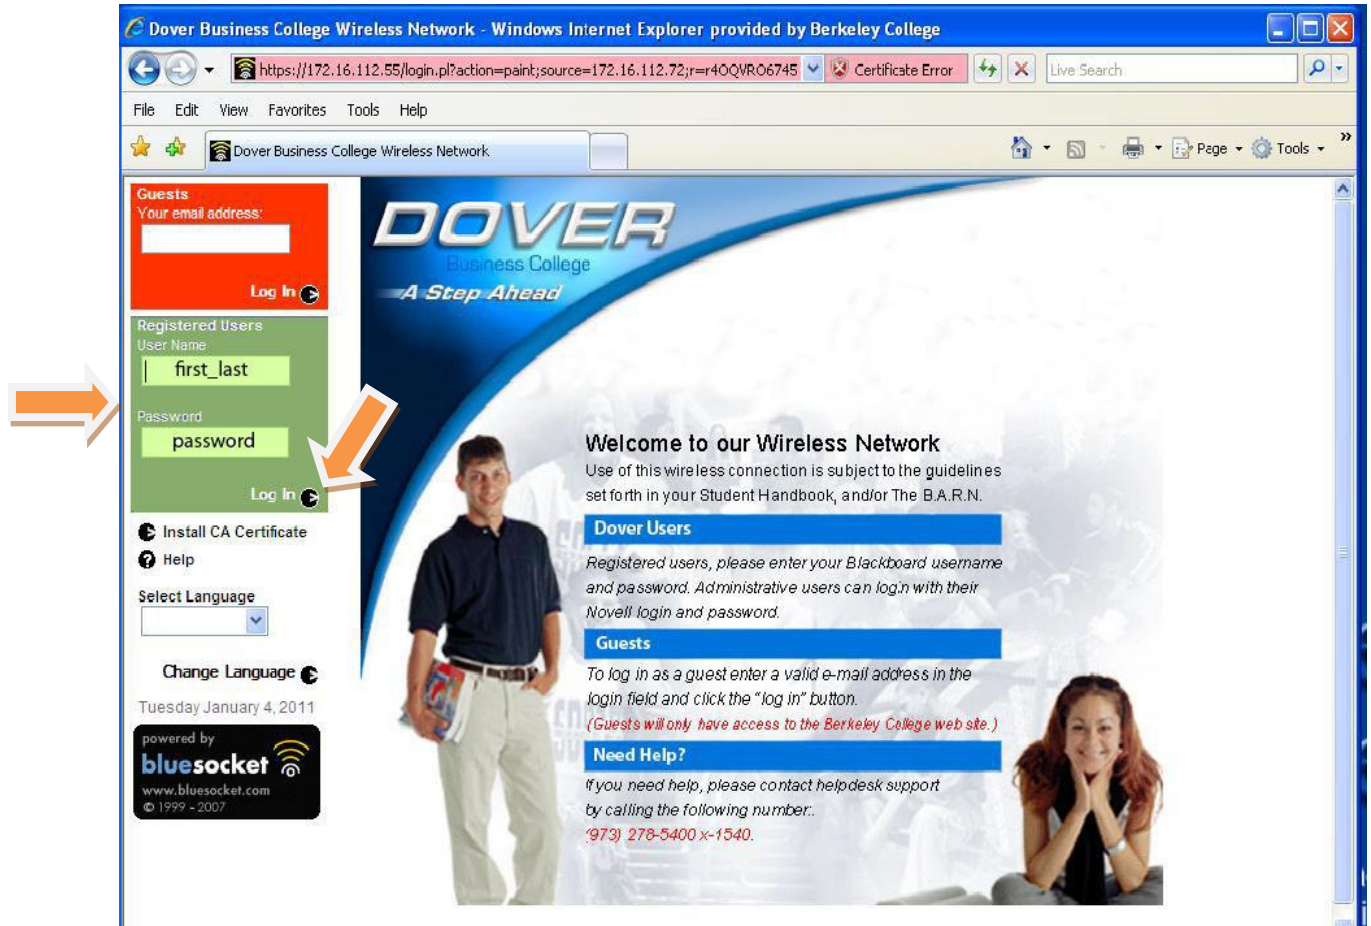 Dover Business College Wireless Network - Windows Internet Explorer provided by Berkeley College
https://172.16.112.55/login.pl?action=paint;source=172.16.112.72;r=r4OQVRO6745
Certificate Error
Live Search
File Edit View Favorites Tools Help
Dover Business College Wireless Network
Page Tools
Guests
Your email address:
Log In
Registered Users
User Name
first_last
Password
password
Log In
Install CA Certificate
Help
Select Language
Change Language
Tuesday January 4, 2011
powered by
bluesocket
www.bluesocket.com
© 1999 - 2007
DOVER
Business College
A Step Ahead
Welcome to our Wireless Network
Use of this wireless connection is subject to the guidelines
set forth in your Student Handbook, and/or The B.A.R.N.
Dover Users
Registered users, please enter your Blackboard username
and password. Administrative users can login with their
Novell login and password.
Guests
To log in as a guest enter a valid e-mail address in the
login field and click the "log in" button.
(Guests will only have access to the Berkeley College web site.)
Need Help?
If you need help, please contact helpdesk support
by calling the following number:.
(973) 278-5400 x-1540.